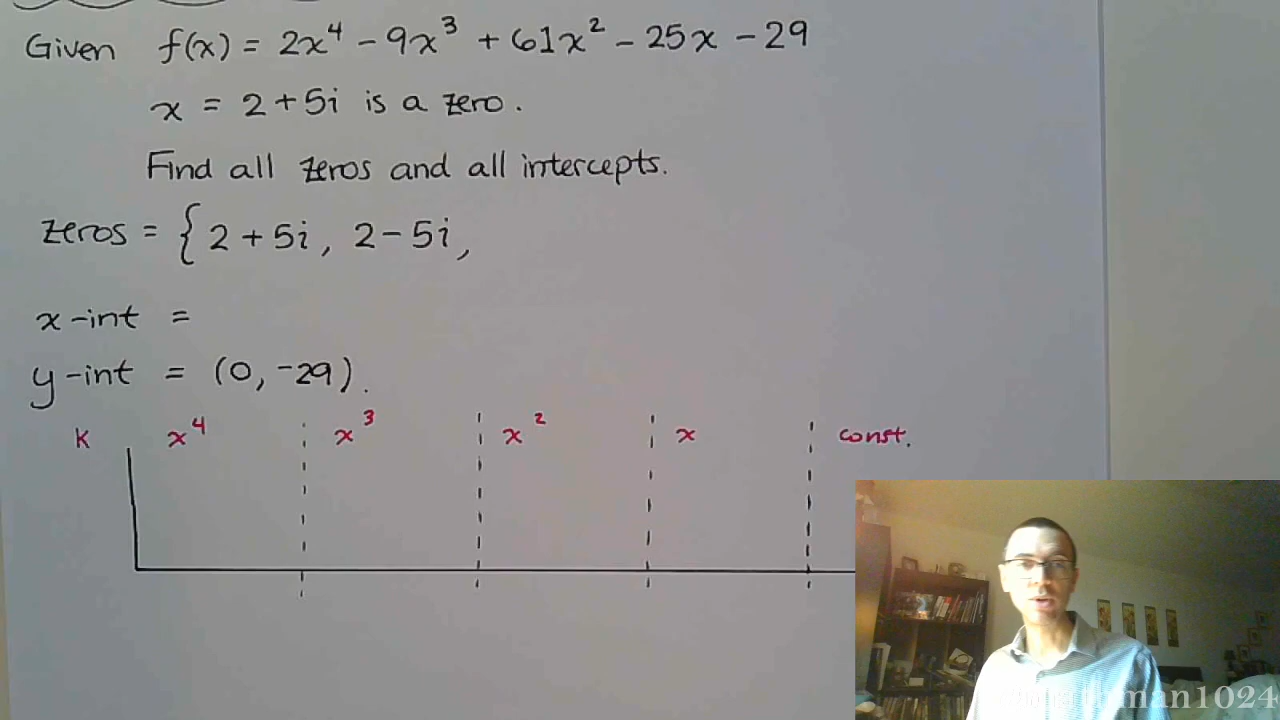 Given f(x) = 2x⁴ - 9x³ + 61x² - 25x - 29
x = 2 + 5i is a zero.
Find all zeros and all intercepts.
zeros = { 2 + 5i, 2 - 5i,
x-int =
y-int = (0, -29).
K x⁴ x³ x² x const.